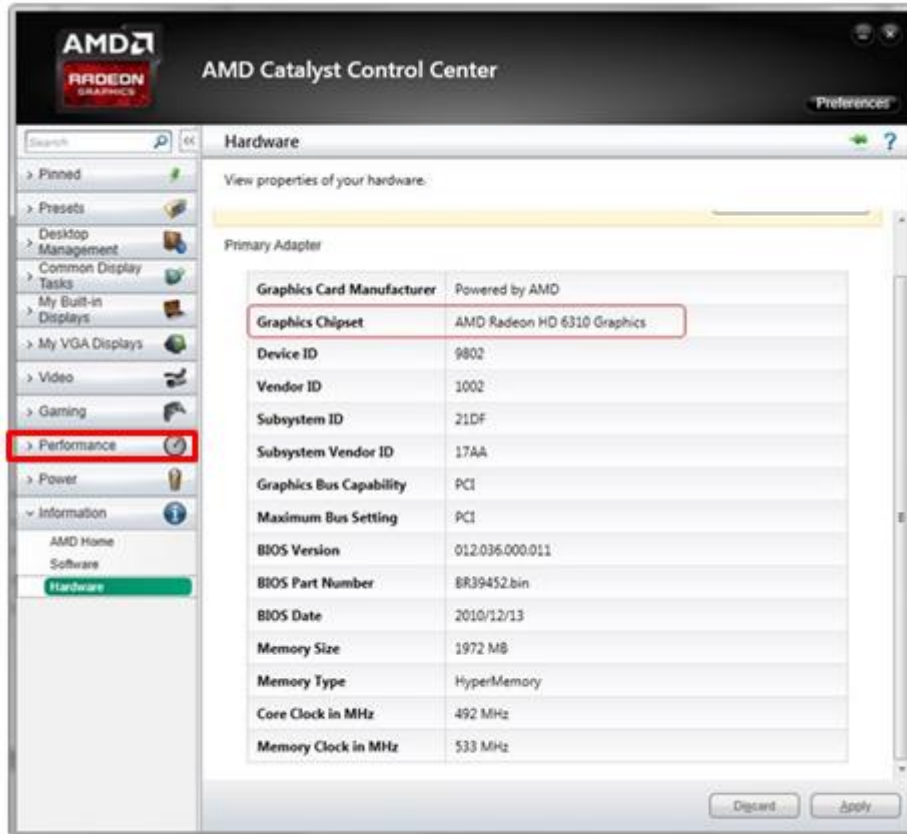 AMD
RADEON
GRAPHICS
AMD Catalyst Control Center
Preferences
Search
Hardware
?
> Pinned
View properties of your hardware.
> Presets
> Desktop
Management
Primary Adapter
> Common Display
Tasks
> My Built-in
Displays
> My VGA Displays
> Video
> Gaming
> Performance
> Power
Information
AMD Home
Software
Hardware
Graphics Card Manufacturer Powered by AMD
Graphics Chipset AMD Radeon HD 6310 Graphics
Device ID 9802
Vendor ID 1002
Subsystem ID 21DF
Subsystem Vendor ID 17AA
Graphics Bus Capability PCI
Maximum Bus Setting PCI
BIOS Version 012.036.000.011
BIOS Part Number BR39452.bin
BIOS Date 2010/12/13
Memory Size 1972 MB
Memory Type HyperMemory
Core Clock in MHz 492 MHz
Memory Clock in MHz 533 MHz
Discard Apply